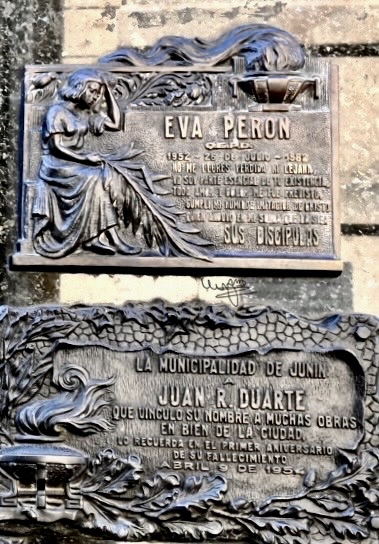 EVA PERON
Q.E.P.D.
1952 - 26 DE JULIO - 1982
NO ME LLORES PERDIDA NI LEJANA,
YO SOY PARTE ESENCIAL DE TU EXISTENCIA,
TODO AMOR Y DOLOR ME FUE PREVISTO,
CUMPLI MI HUMILDE IMITACION DE CRISTO
SUS DISCIPULAS
LA MUNICIPALIDAD DE JUNIN
A
JUAN R. DUARTE
QUE VINCULO SU NOMBRE A MUCHAS OBRAS
EN BIEN DE LA CIUDAD,
LO RECUERDA EN EL PRIMER ANIVERSARIO
DE SU FALLECIMIENTO
ABRIL 9 DE 1954